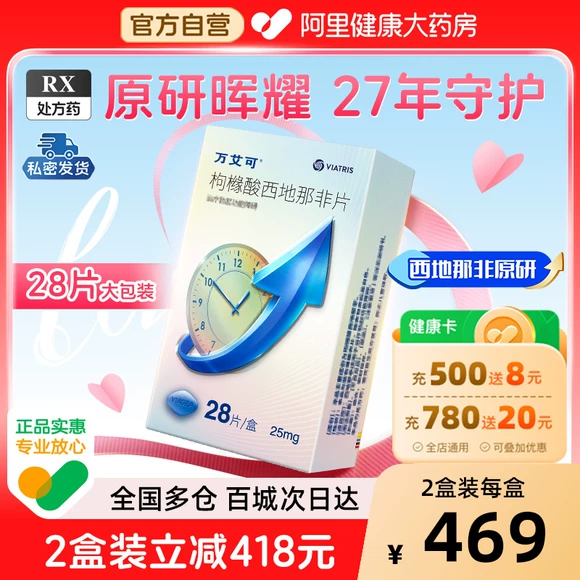 官方自营 阿里健康大药房
RX
处方药
原研晖耀 27年守护
私密发货
万艾可®
VIATRIS
枸橼酸西地那非片
28片大包装
西地那非原研
健康卡
充500送8元
充780送20元
全店通用 可叠加优惠
28片/盒
25mg
正品实惠
专业放心
全国多仓 百城次日达
2盒装立减418元
2盒装每盒
¥ 469